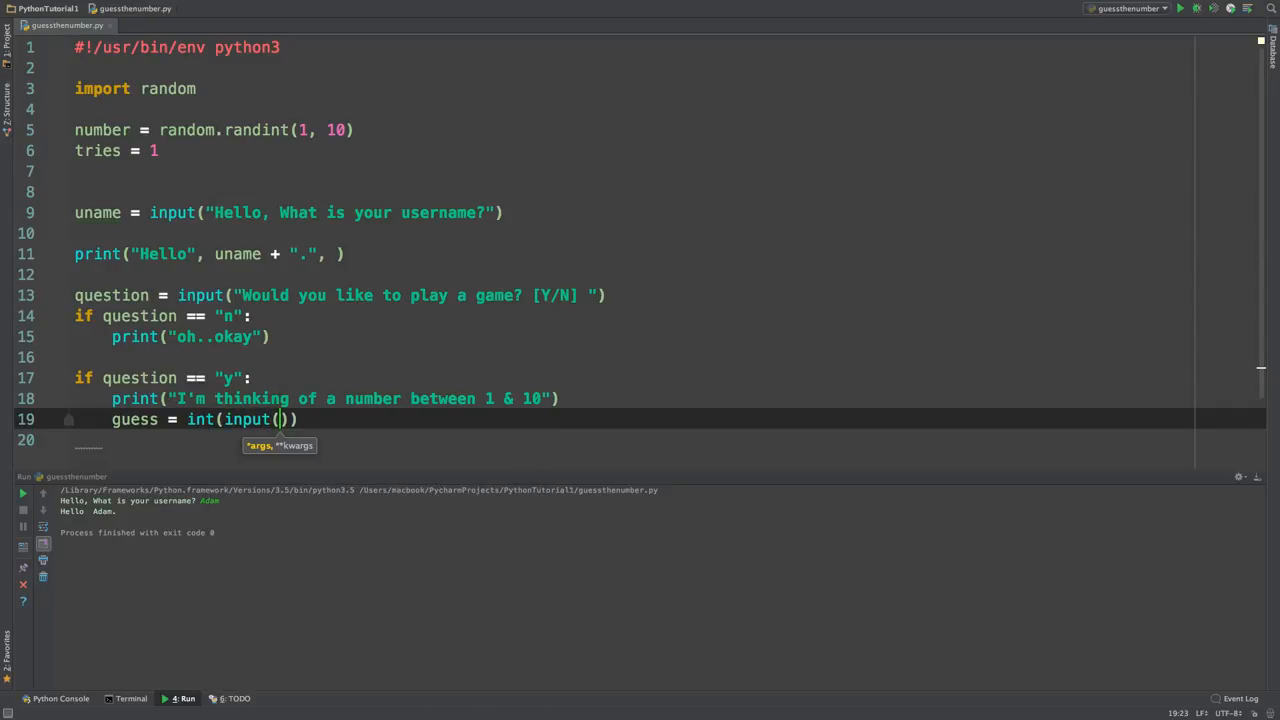 PythonTutorial1 guessthenumber.py guessthenumber
guessthenumber.py
1: Project
Z: Structure
2: Favorites
Database
1 #!/usr/bin/env python3
2
3 import random
4
5 number = random.randint(1, 10)
6 tries = 1
7
8
9 uname = input("Hello, What is your username?")
10
11 print("Hello", uname + ".", )
12
13 question = input("Would you like to play a game? [Y/N] ")
14 if question == "n":
15     print("oh..okay")
16
17 if question == "y":
18     print("I'm thinking of a number between 1 & 10")
19     guess = int(input())
20
*args, **kwargs
Run guessthenumber
/Library/Frameworks/Python.framework/Versions/3.5/bin/python3.5 /Users/macbook/PycharmProjects/PythonTutorial1/guessthenumber.py
Hello, What is your username? Adam
Hello  Adam.
Process finished with exit code 0
Python Console Terminal 4: Run 6: TODO Event Log
19:23 LF÷ UTF-8÷